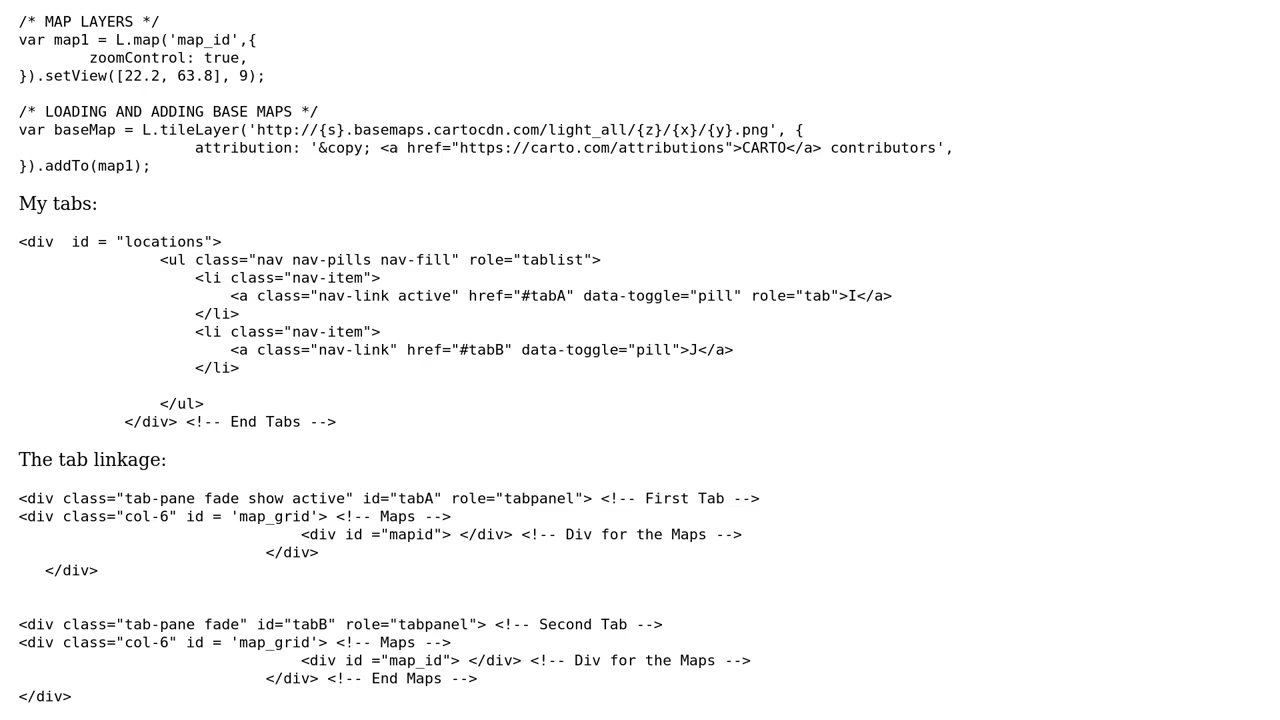 /* MAP LAYERS */
var map1 = L.map('map_id',{
        zoomControl: true,
}).setView([22.2, 63.8], 9);

/* LOADING AND ADDING BASE MAPS */
var baseMap = L.tileLayer('http://{s}.basemaps.cartocdn.com/light_all/{z}/{x}/{y}.png', {
                    attribution: '&copy; <a href="https://carto.com/attributions">CARTO</a> contributors',
}).addTo(map1);
My tabs:
<div  id = "locations">
                <ul class="nav nav-pills nav-fill" role="tablist">
                    <li class="nav-item">
                        <a class="nav-link active" href="#tabA" data-toggle="pill" role="tab">I</a>
                    </li>
                    <li class="nav-item">
                        <a class="nav-link" href="#tabB" data-toggle="pill">J</a>
                    </li>

                </ul>
            </div> <!-- End Tabs -->
The tab linkage:
<div class="tab-pane fade show active" id="tabA" role="tabpanel"> <!-- First Tab -->
<div class="col-6" id = 'map_grid'> <!-- Maps -->
                                <div id ="mapid"> </div> <!-- Div for the Maps -->
                            </div>
   </div>


<div class="tab-pane fade" id="tabB" role="tabpanel"> <!-- Second Tab -->
<div class="col-6" id = 'map_grid'> <!-- Maps -->
                                <div id ="map_id"> </div> <!-- Div for the Maps -->
                            </div> <!-- End Maps -->
</div>